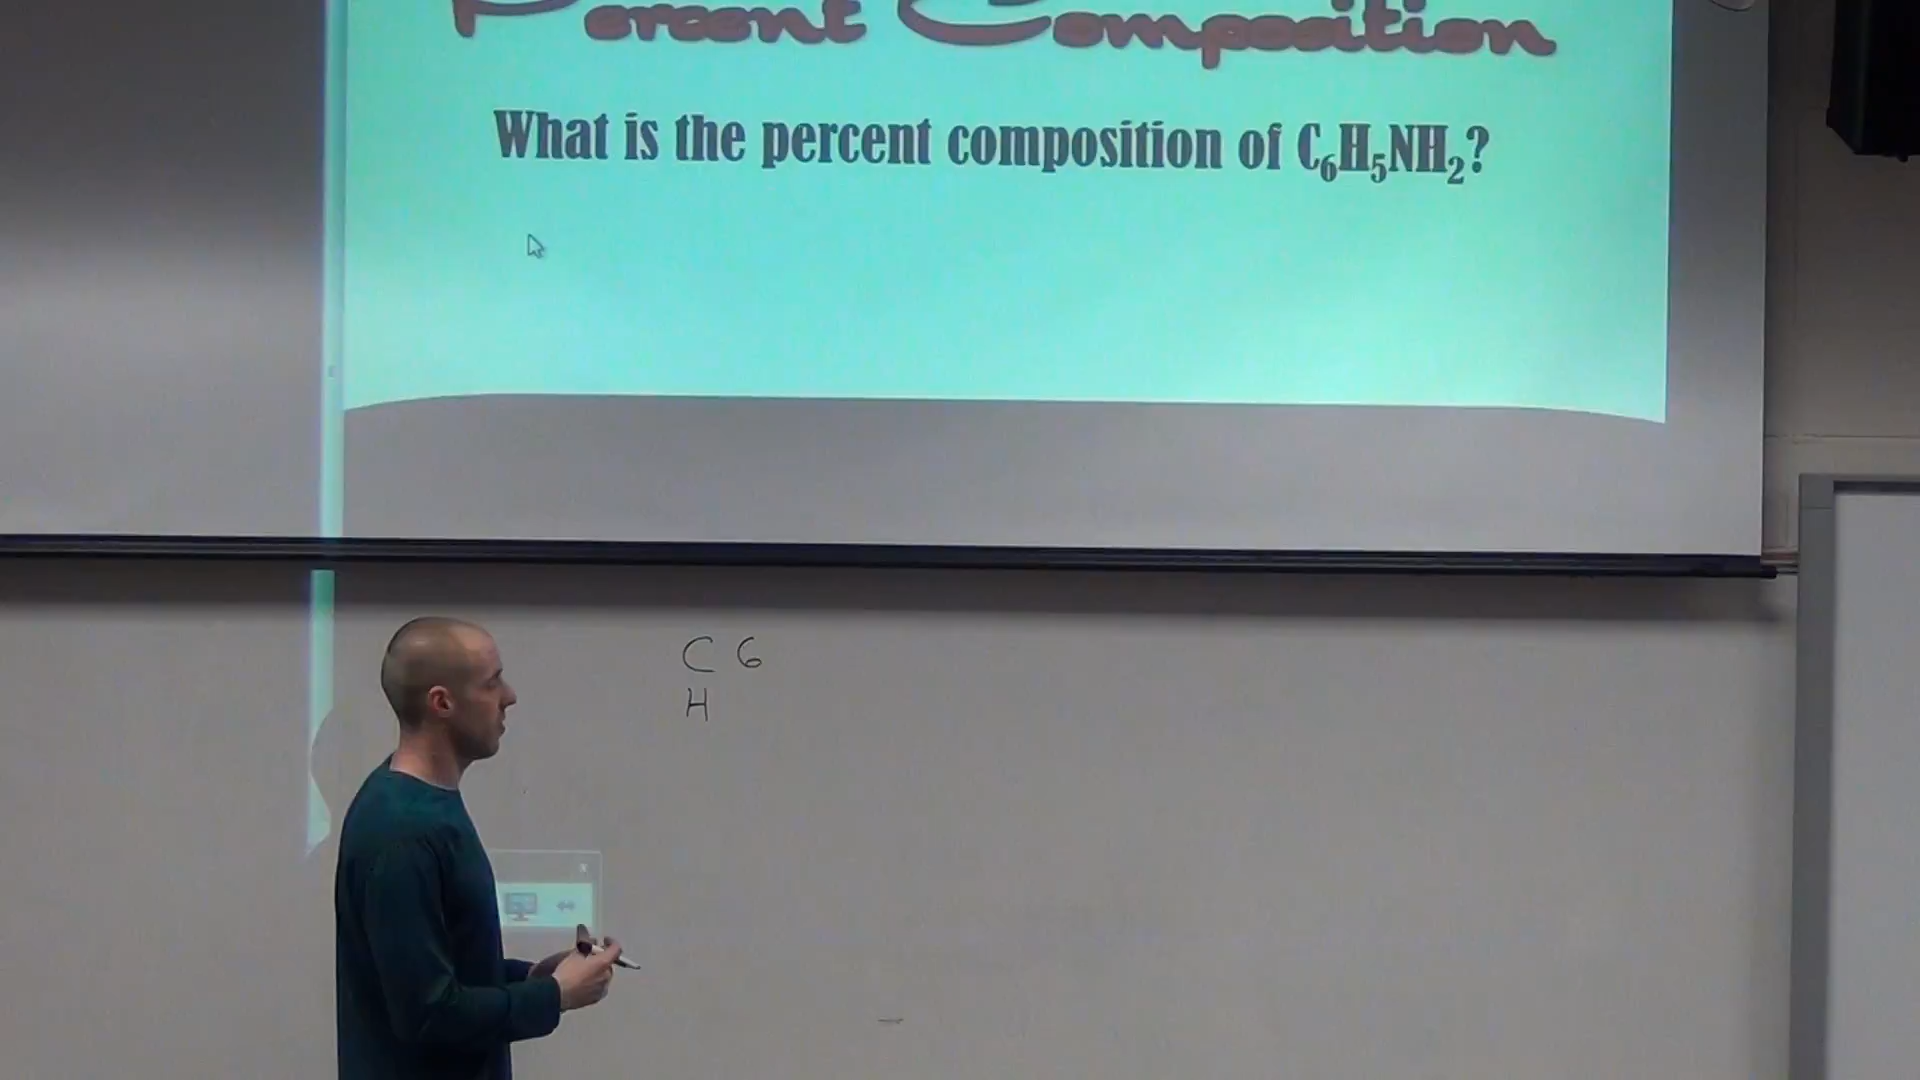 Percent Composition
What is the percent composition of C₆H₅NH₂?
C 6
H